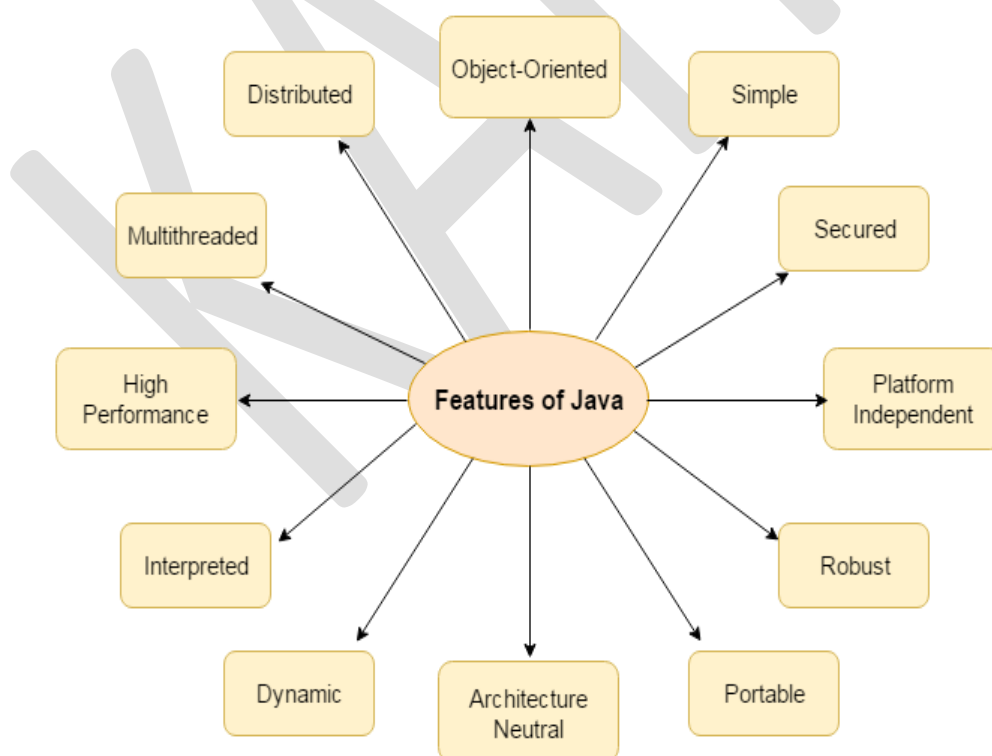 Object-Oriented
Distributed
Simple
Multithreaded
Secured
High
Performance
Features of Java
Platform
Independent
Interpreted
Robust
Dynamic
Architecture
Neutral
Portable